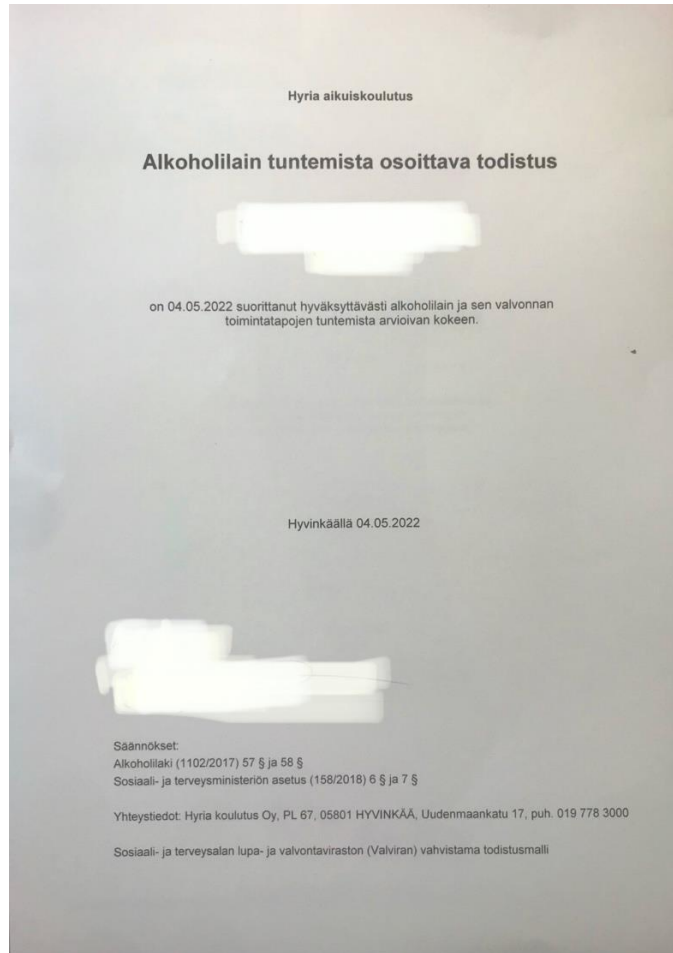 Hyria aikuiskoulutus
Alkoholilain tuntemista osoittava todistus
on 04.05.2022 suorittanut hyväksyttävästi alkoholilain ja sen valvonnan
toimintatapojen tuntemista arvioivan kokeen.
Hyvinkäällä 04.05.2022
Säännökset:
Alkoholilaki (1102/2017) 57 § ja 58 §
Sosiaali- ja terveysministeriön asetus (158/2018) 6 § ja 7 §
Yhteystiedot: Hyria koulutus Oy, PL 67, 05801 HYVINKÄÄ, Uudenmaankatu 17, puh. 019 778 3000
Sosiaali- ja terveysalan lupa- ja valvontaviraston (Valviran) vahvistama todistusmalli